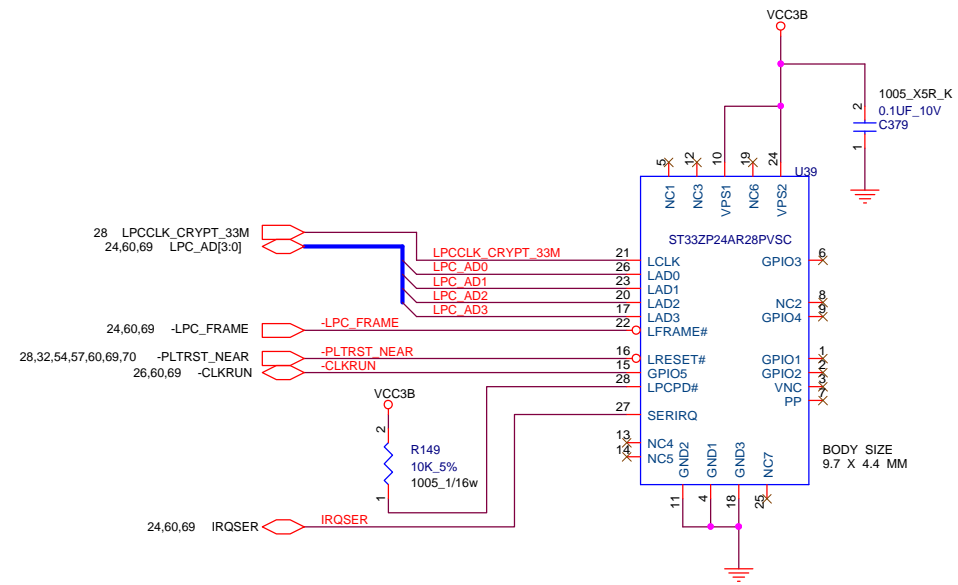 VCC3B
1005_X5R_K
0.1UF_10V
C379
2
1
5
12
10
19
24
U39
NC1
NC3
VPS1
NC6
VPS2
ST33ZP24AR28PVSC
28 LPCCLK_CRYPT_33M
24,60,69 LPC_AD[3:0]
LPCCLK_CRYPT_33M 21 LCLK
GPIO3 6
LPC_AD0 26 LAD0
LPC_AD1 23 LAD1
LPC_AD2 20 LAD2
NC2 8
LPC_AD3 17 LAD3
GPIO4 9
24,60,69 -LPC_FRAME -LPC_FRAME 22 LFRAME#
28,32,54,57,60,69,70 -PLTRST_NEAR -PLTRST_NEAR 16 LRESET#
GPIO1 1
26,60,69 -CLKRUN -CLKRUN 15 GPIO5
GPIO2 2
28 LPCPD#
VNC 3
PP 7
VCC3B
27 SERIRQ
2
R149
10K_5%
1005_1/16w
1
13 NC4
14 NC5
GND2
GND1
GND3
NC7
11
4
18
25
BODY SIZE
9.7 X 4.4 MM
24,60,69 IRQSER IRQSER